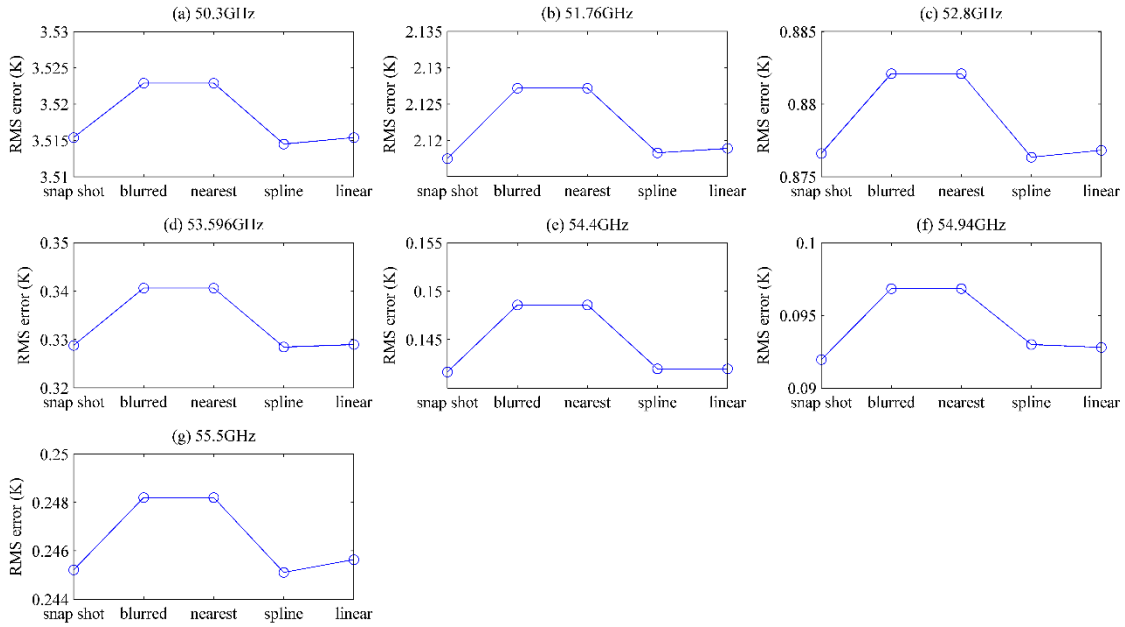 (a) 50.3GHz
3.53
3.525
3.52
3.515
3.51
RMS error (K)
snap shot blurred nearest spline linear
(b) 51.76GHz
2.135
2.13
2.125
2.12
RMS error (K)
snap shot blurred nearest spline linear
(c) 52.8GHz
0.885
0.88
0.875
RMS error (K)
snap shot blurred nearest spline linear
(d) 53.596GHz
0.35
0.34
0.33
0.32
RMS error (K)
snap shot blurred nearest spline linear
(e) 54.4GHz
0.155
0.15
0.145
RMS error (K)
snap shot blurred nearest spline linear
(f) 54.94GHz
0.1
0.095
0.09
RMS error (K)
snap shot blurred nearest spline linear
(g) 55.5GHz
0.25
0.248
0.246
0.244
RMS error (K)
snap shot blurred nearest spline linear